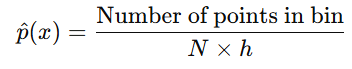 p̂(x) = Number of points in bin / N × h